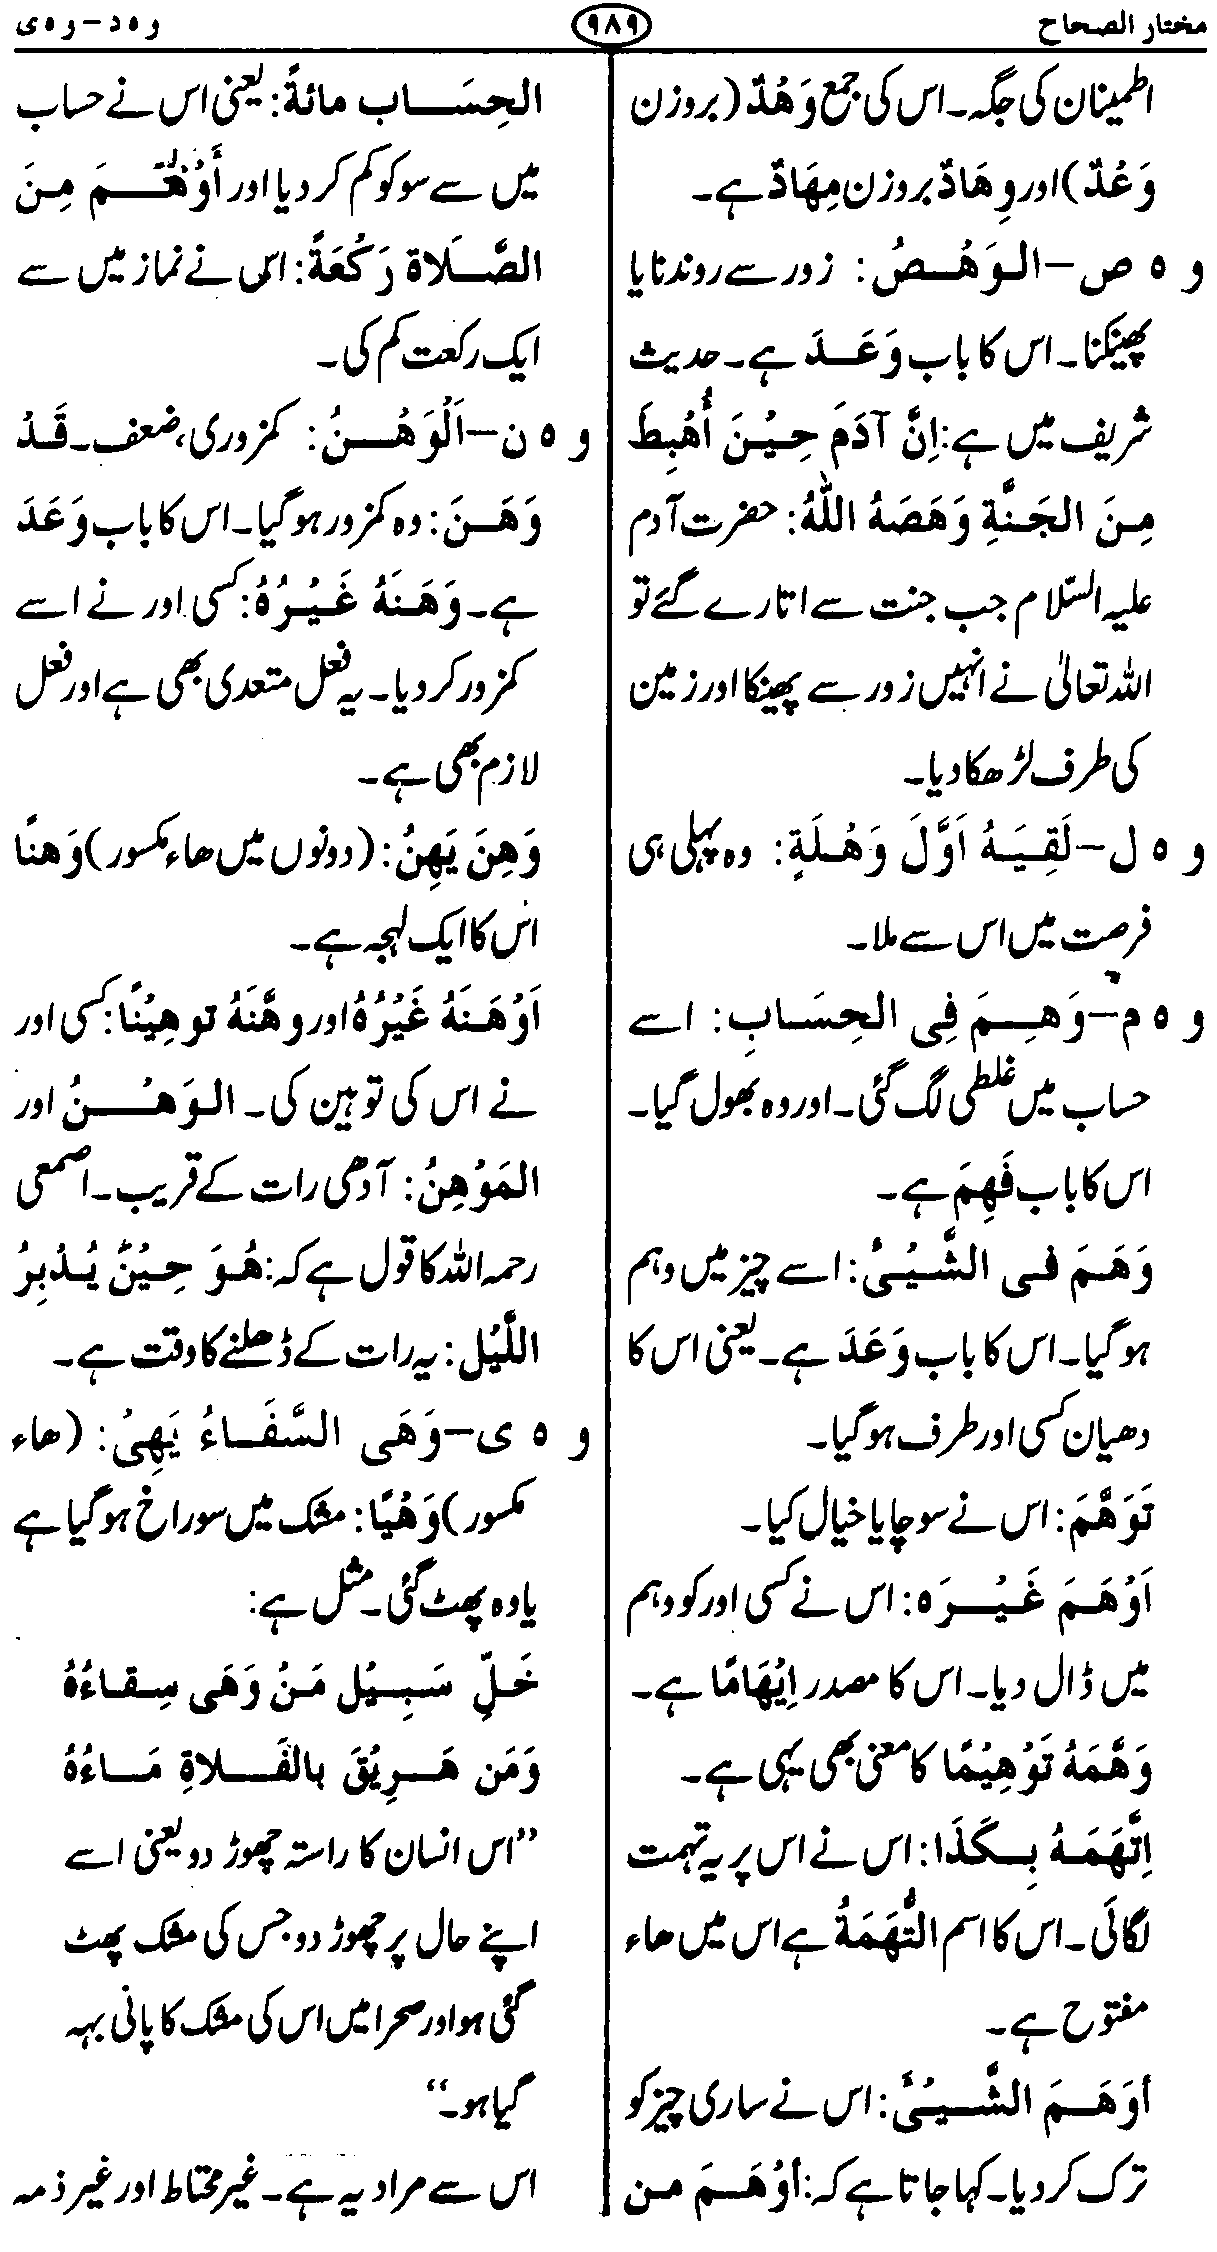 مختار الصحاح
۹۸۹
و ہ د – و ہ ی
اطمینان کی جگہ۔ اس کی جمع وَهْدٌ (بروزن
وَعْدٌ) اور وِهَادٌ بروزن مِهَادٌ ہے۔
و ہ ص – الوَهْصُ: زور سے روندنا یا
پھینکنا۔ اس کا باب وَعَدَ ہے۔ حدیث
شریف میں ہے: اِنَّ آدَمَ حِيْنَ أُهْبِطَ
مِنَ الجَنَّةِ وَهَصَهُ اللّٰهُ: حضرت آدم
علیہ السّلام جب جنت سے اتارے گئے تو
اللہ تعالیٰ نے انہیں زور سے پھینکا اور زمین
کی طرف لڑھکا دیا۔
و ہ ل – لَقِيَهُ اَوَّلَ وَهْلَةٍ: وہ پہلی ہی
فرصت میں اس سے ملا۔
و ہ م – وَهِمَ فِى الحِسَابِ: اسے
حساب میں غلطی لگ گئی۔ اور وہ بھول گیا۔
اس کا باب فَهِمَ ہے۔
وَهَمَ فى الشَّيْئُ: اسے چیز میں وہم
ہو گیا۔ اس کا باب وَعَدَ ہے۔ یعنی اس کا
دھیان کسی اور طرف ہو گیا۔
تَوَهَّمَ: اس نے سوچا یا خیال کیا۔
اَوْهَمَ غَيْرَه: اس نے کسی اور کو وہم
میں ڈال دیا۔ اس کا مصدر اِيْهَامًا ہے۔
وَهَّمَهُ تَوْهِيْمًا کا معنی بھی یہی ہے۔
اِتَّهَمَهُ بِكَذَا: اس نے اس پر یہ تہمت
لگائی۔ اس کا اسم التُّهَمَةُ ہے اس میں ھاء
مفتوح ہے۔
أَوْهَمَ الشَّيْئَ: اس نے ساری چیز کو
ترک کر دیا۔ کہا جاتا ہے کہ: أَوْهَمَ من
الحِسَاب مائةً: یعنی اس نے حساب
میں سے سو کو کم کر دیا اور أَوْهَمَ مِنَ
الصَّلَاة رَكْعَةً: اس نے نماز میں سے
ایک رکعت کم کی۔
و ہ ن – اَلْوَهْنُ: کمزوری، ضعف۔ قَدْ
وَهَنَ: وہ کمزور ہو گیا۔ اس کا باب وَعَدَ
ہے۔ وَهَنَهُ غَيْرُهُ: کسی اور نے اسے
کمزور کر دیا۔ یہ فعل متعدی بھی ہے اور فعل
لازم بھی ہے۔
وَهِنَ يَهِنُ: (دونوں میں ھاء مکسور) وَهنًا
اس کا ایک لہجہ ہے۔
اَوْهَنَهُ غَيْرُهُ اور وهَّنَهُ توهِيْنًا: کسی اور
نے اس کی توہین کی۔ الوَهْنُ اور
المَوْهِنُ: آدھی رات کے قریب۔ اصمعی
رحمہ اللہ کا قول ہے کہ: هُوَ حِيْنَ يُدْبِرُ
اللَّيْل: یہ رات کے ڈھلنے کا وقت ہے۔
و ہ ی – وَهَى السَّقَاءُ يَهِىْ: (ھاء
مکسور) وَهْيًا: مشک میں سوراخ ہو گیا ہے
یا وہ پھٹ گئی۔ مثل ہے:
خَلِّ سَبِيْل مَنْ وَهَى سِقاءُهُ
وَمَن هَرِيْقَ بالفَلاةِ مَاءُهُ
”اس انسان کا راستہ چھوڑ دو یعنی اسے
اپنے حال پر چھوڑ دو جس کی مشک پھٹ
گئی ہو اور صحرا میں اس کی مشک کا پانی بہہ
گیا ہو۔“
اس سے مراد یہ ہے۔ غیر محتاط اور غیر ذمہ